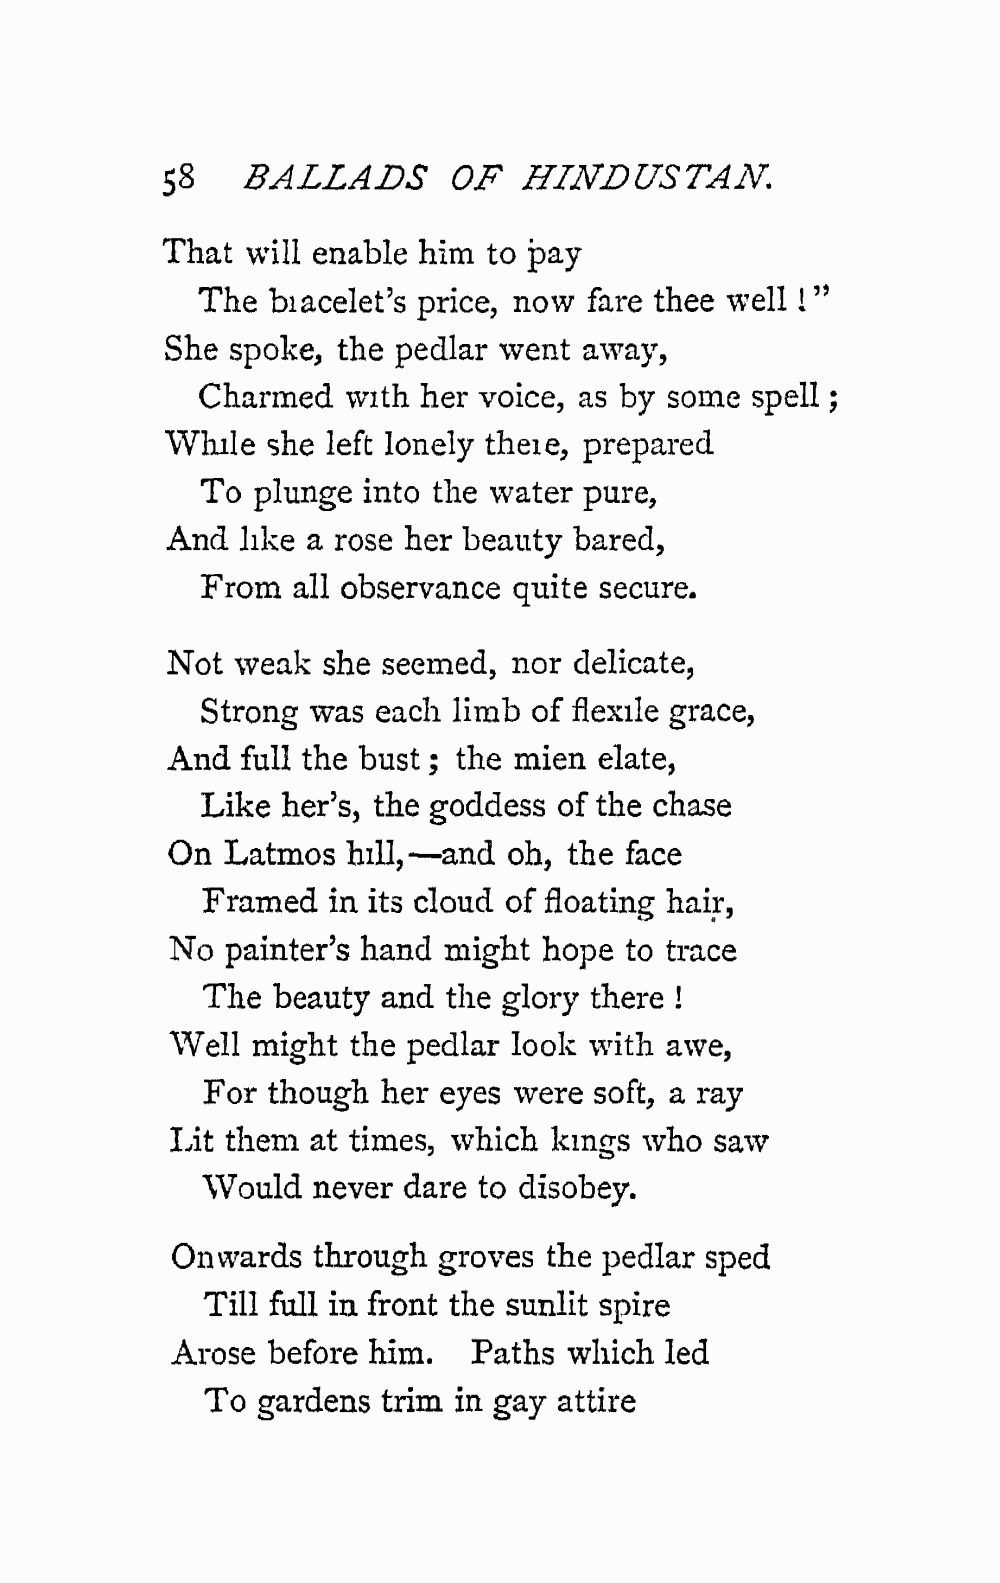 58 BALLADS OF HINDUSTAN.
That will enable him to pay
The bracelet's price, now fare thee well!"
She spoke, the pedlar went away,
Charmed with her voice, as by some spell;
While she left lonely there, prepared
To plunge into the water pure,
And like a rose her beauty bared,
From all observance quite secure.
Not weak she seemed, nor delicate,
Strong was each limb of flexile grace,
And full the bust; the mien elate,
Like her's, the goddess of the chase
On Latmos hill,—and oh, the face
Framed in its cloud of floating hair,
No painter's hand might hope to trace
The beauty and the glory there!
Well might the pedlar look with awe,
For though her eyes were soft, a ray
Lit them at times, which kings who saw
Would never dare to disobey.
Onwards through groves the pedlar sped
Till full in front the sunlit spire
Arose before him. Paths which led
To gardens trim in gay attire